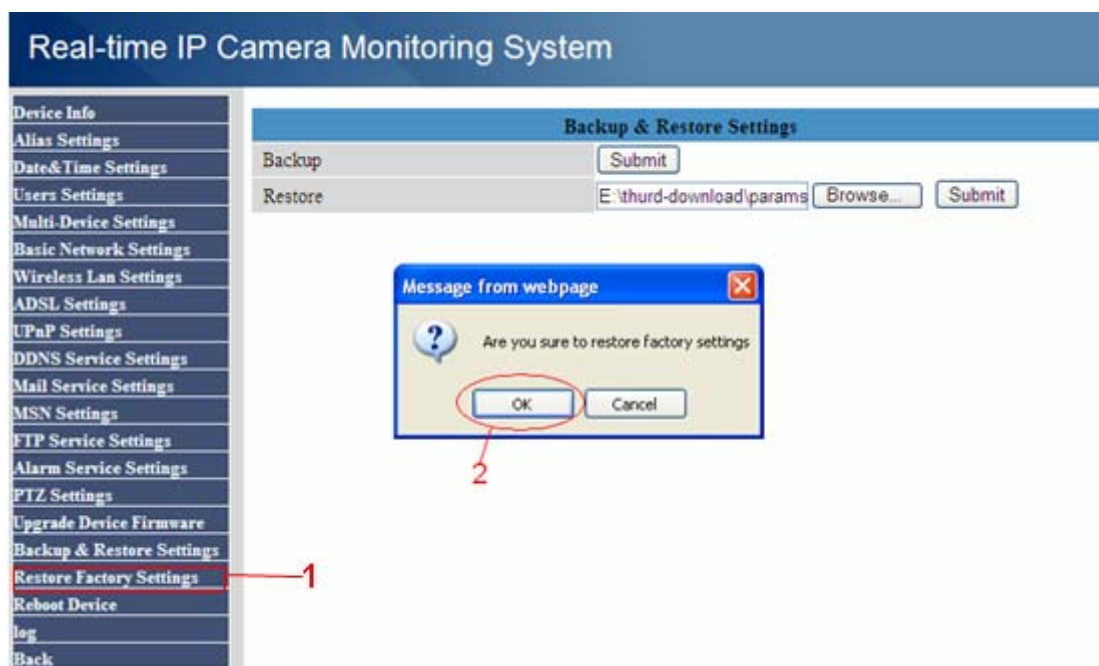 Real-time IP Camera Monitoring System
Device Info
Alias Settings
Date&Time Settings
Users Settings
Multi-Device Settings
Basic Network Settings
Wireless Lan Settings
ADSL Settings
UPnP Settings
DDNS Service Settings
Mail Service Settings
MSN Settings
FTP Service Settings
Alarm Service Settings
PTZ Settings
Upgrade Device Firmware
Backup & Restore Settings
Restore Factory Settings
1
Reboot Device
log
Back
Backup & Restore Settings
Backup Submit
Restore E:\thurd-download\params Browse... Submit
Message from webpage
? Are you sure to restore factory settings
OK Cancel
2